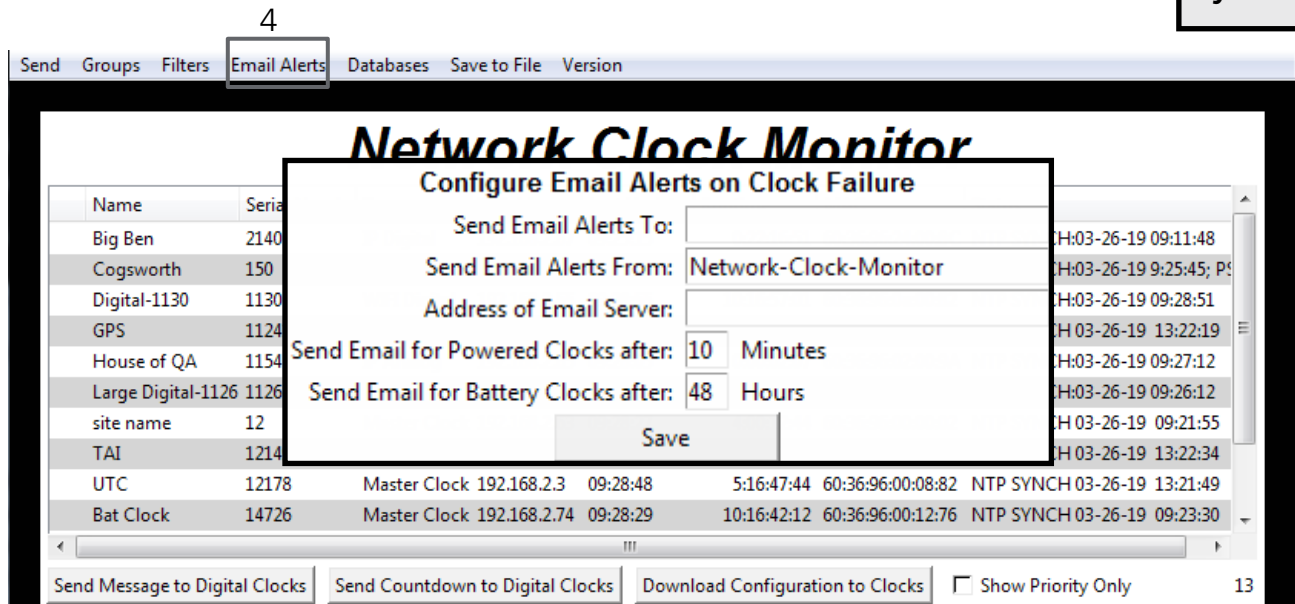 4
Send Groups Filters Email Alerts Databases Save to File Version
Network Clock Monitor
Configure Email Alerts on Clock Failure
Send Email Alerts To:
Send Email Alerts From: Network-Clock-Monitor
Address of Email Server:
Send Email for Powered Clocks after: 10 Minutes
Send Email for Battery Clocks after: 48 Hours
Save
Name Seria
Big Ben 2140 CH:03-26-19 09:11:48
Cogsworth 150 CH:03-26-19 9:25:45; PS
Digital-1130 1130 CH:03-26-19 09:28:51
GPS 1124 CH 03-26-19 13:22:19
House of QA 1154 CH:03-26-19 09:27:12
Large Digital-1126 1126 CH:03-26-19 09:26:12
site name 12 CH 03-26-19 09:21:55
TAI 1214 CH 03-26-19 13:22:34
UTC 12178 Master Clock 192.168.2.3 09:28:48 5:16:47:44 60:36:96:00:08:82 NTP SYNCH 03-26-19 13:21:49
Bat Clock 14726 Master Clock 192.168.2.74 09:28:29 10:16:42:12 60:36:96:00:12:76 NTP SYNCH 03-26-19 09:23:30
Send Message to Digital Clocks Send Countdown to Digital Clocks Download Configuration to Clocks Show Priority Only 13